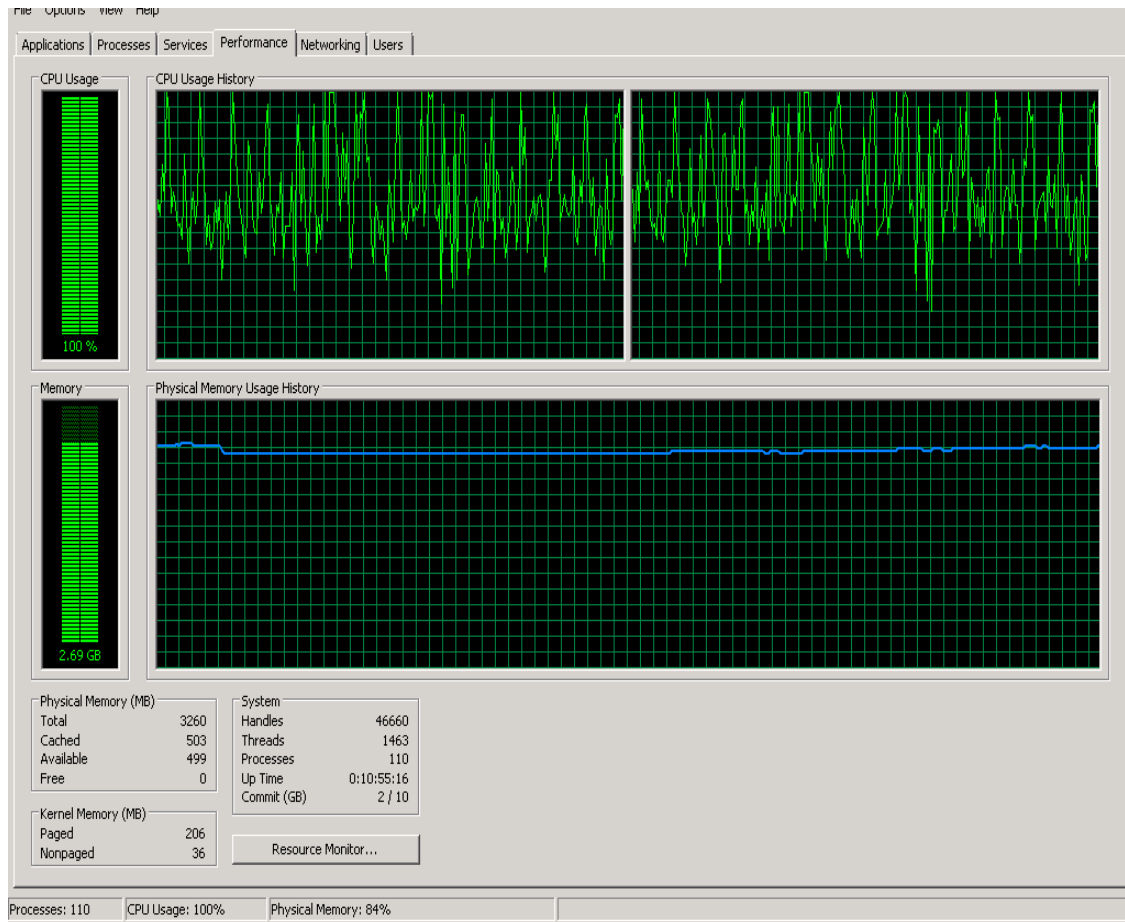 File Options View Help
Applications Processes Services Performance Networking Users
CPU Usage
CPU Usage History
100 %
Memory
Physical Memory Usage History
2.69 GB
Physical Memory (MB)
Total 3260
Cached 503
Available 499
Free 0
Kernel Memory (MB)
Paged 206
Nonpaged 36
System
Handles 46660
Threads 1463
Processes 110
Up Time 0:10:55:16
Commit (GB) 2 / 10
Resource Monitor...
Processes: 110 CPU Usage: 100% Physical Memory: 84%